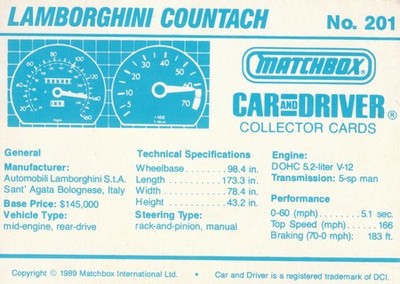 LAMBORGHINI COUNTACH No. 201
MATCHBOX
CAR AND DRIVER®
COLLECTOR CARDS
General
Manufacturer:
Automobili Lamborghini S.t.A.
Sant' Agata Bolognese, Italy
Base Price: $145,000
Vehicle Type:
mid-engine, rear-drive
Technical Specifications
Wheelbase 98.4 in.
Length 173.3 in.
Width 78.4 in.
Height 43.2 in.
Steering Type:
rack-and-pinion, manual
Engine:
DOHC 5.2-liter V-12
Transmission: 5-sp man
Performance
0-60 (mph) 5.1 sec.
Top Speed (mph) 166
Braking (70-0 mph): 183 ft.
Copyright © 1989 Matchbox International Ltd. • Car and Driver is a registered trademark of DCI.